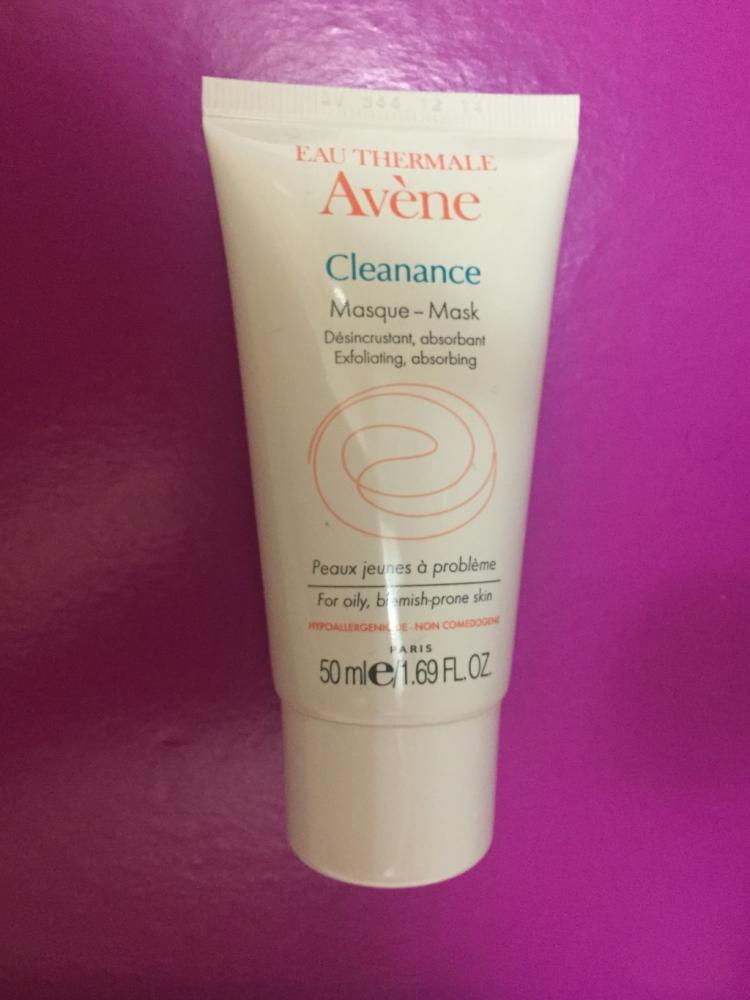 EAU THERMALE
Avène
Cleanance
Masque – Mask
Désincrustant, absorbant
Exfoliating, absorbing
Peaux jeunes à problème
For oily, blemish-prone skin
HYPOALLERGENIQUE - NON COMEDOGENE
PARIS
50 ml e/1.69 FL. OZ.